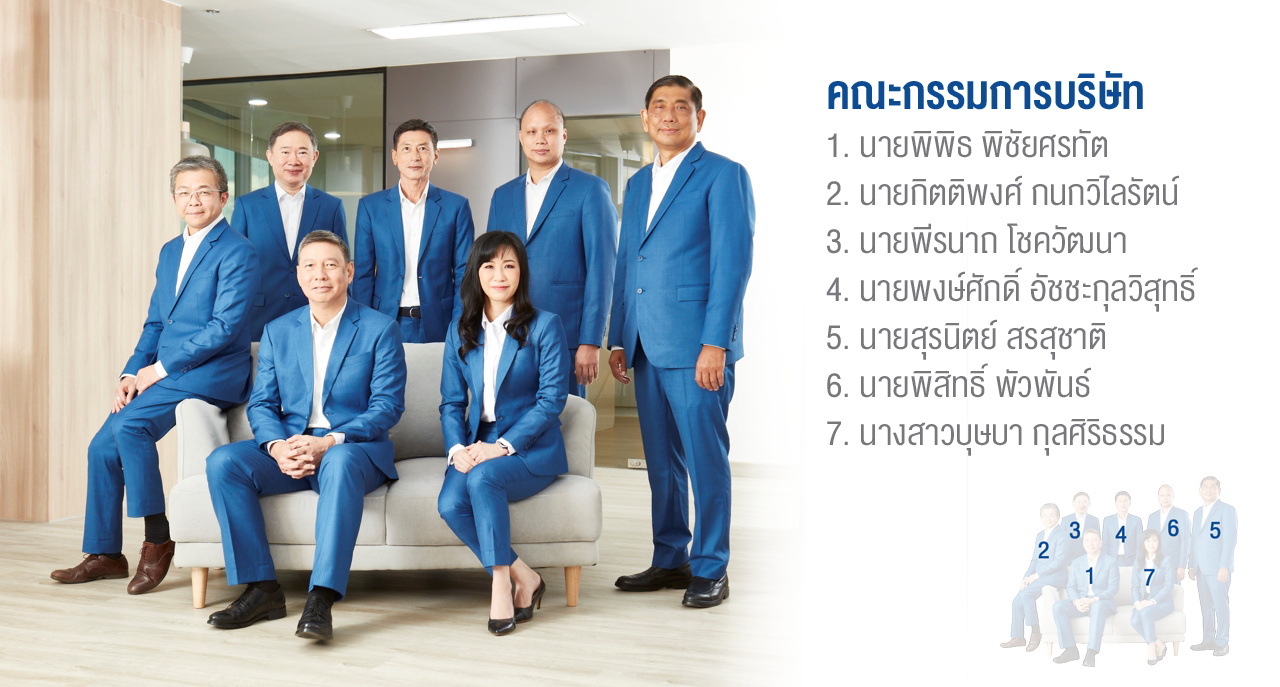 คณะกรรมการบริษัท
1. นายพิพิธ พิชัยศรทัต
2. นายกิตติพงศ์ กนกวิไลรัตน์
3. นายพีรนาถ โชควัฒนา
4. นายพงษ์ศักดิ์ อัชชะกุลวิสุทธิ์
5. นายสุรนิตย์ สรสุชาติ
6. นายพิสิทธิ์ พัวพันธ์
7. นางสาวบุษบา กุลศิริธรรม
2 3 4 6 5
1 7